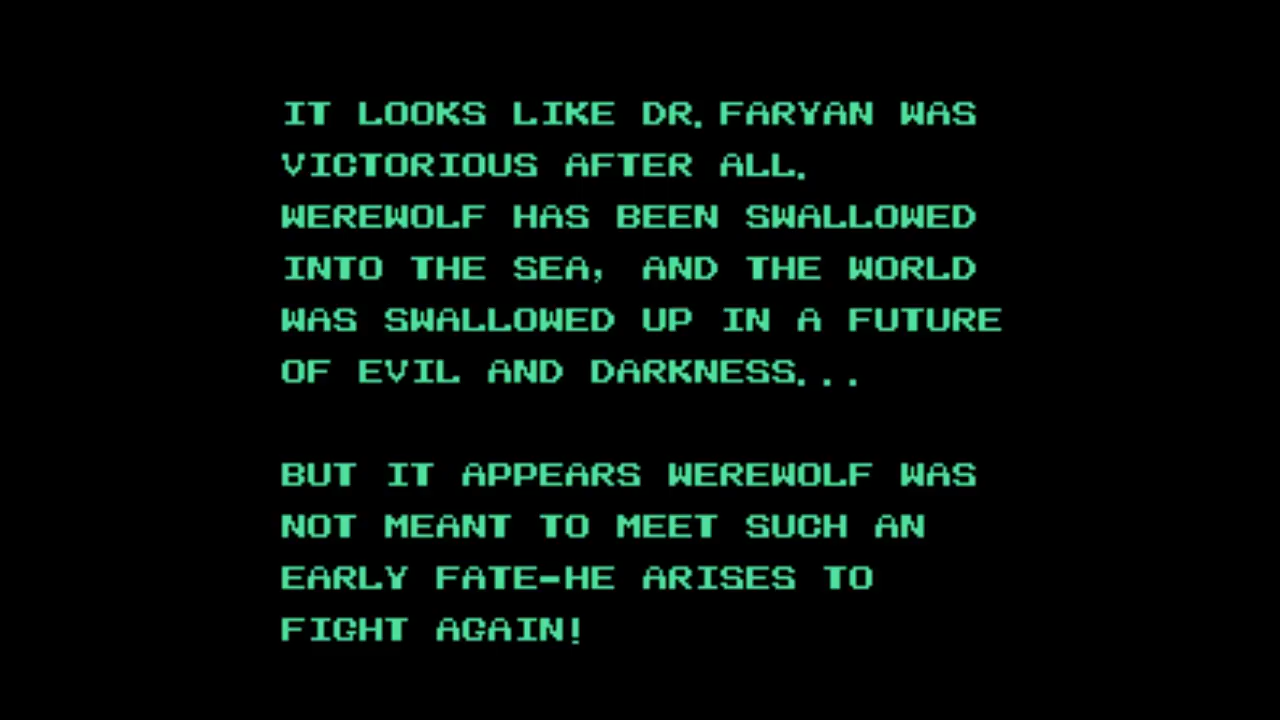 IT LOOKS LIKE DR. FARYAN WAS
VICTORIOUS AFTER ALL.
WEREWOLF HAS BEEN SWALLOWED
INTO THE SEA, AND THE WORLD
WAS SWALLOWED UP IN A FUTURE
OF EVIL AND DARKNESS...
BUT IT APPEARS WEREWOLF WAS
NOT MEANT TO MEET SUCH AN
EARLY FATE-HE ARISES TO
FIGHT AGAIN!